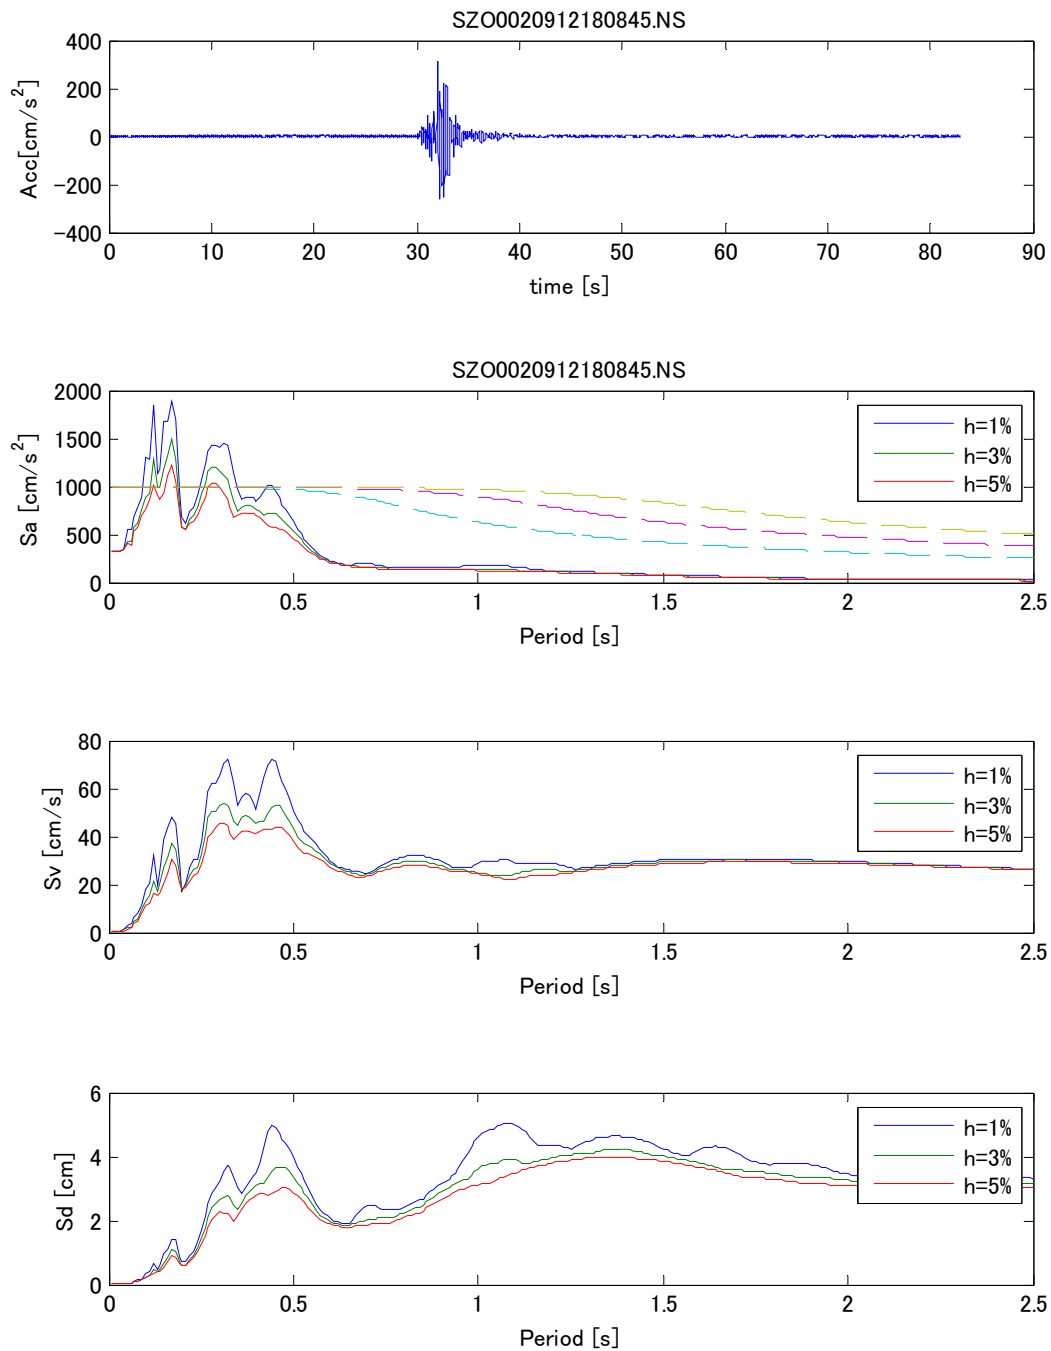 SZO0020912180845.NS
Acc[cm/s²]
400
200
0
−200
−400
0 10 20 30 40 50 60 70 80 90
time [s]
SZO0020912180845.NS
Sa [cm/s²]
2000
1500
1000
500
0
h=1%
h=3%
h=5%
0 0.5 1 1.5 2 2.5
Period [s]
Sv [cm/s]
80
60
40
20
0
h=1%
h=3%
h=5%
0 0.5 1 1.5 2 2.5
Period [s]
Sd [cm]
6
4
2
0
h=1%
h=3%
h=5%
0 0.5 1 1.5 2 2.5
Period [s]